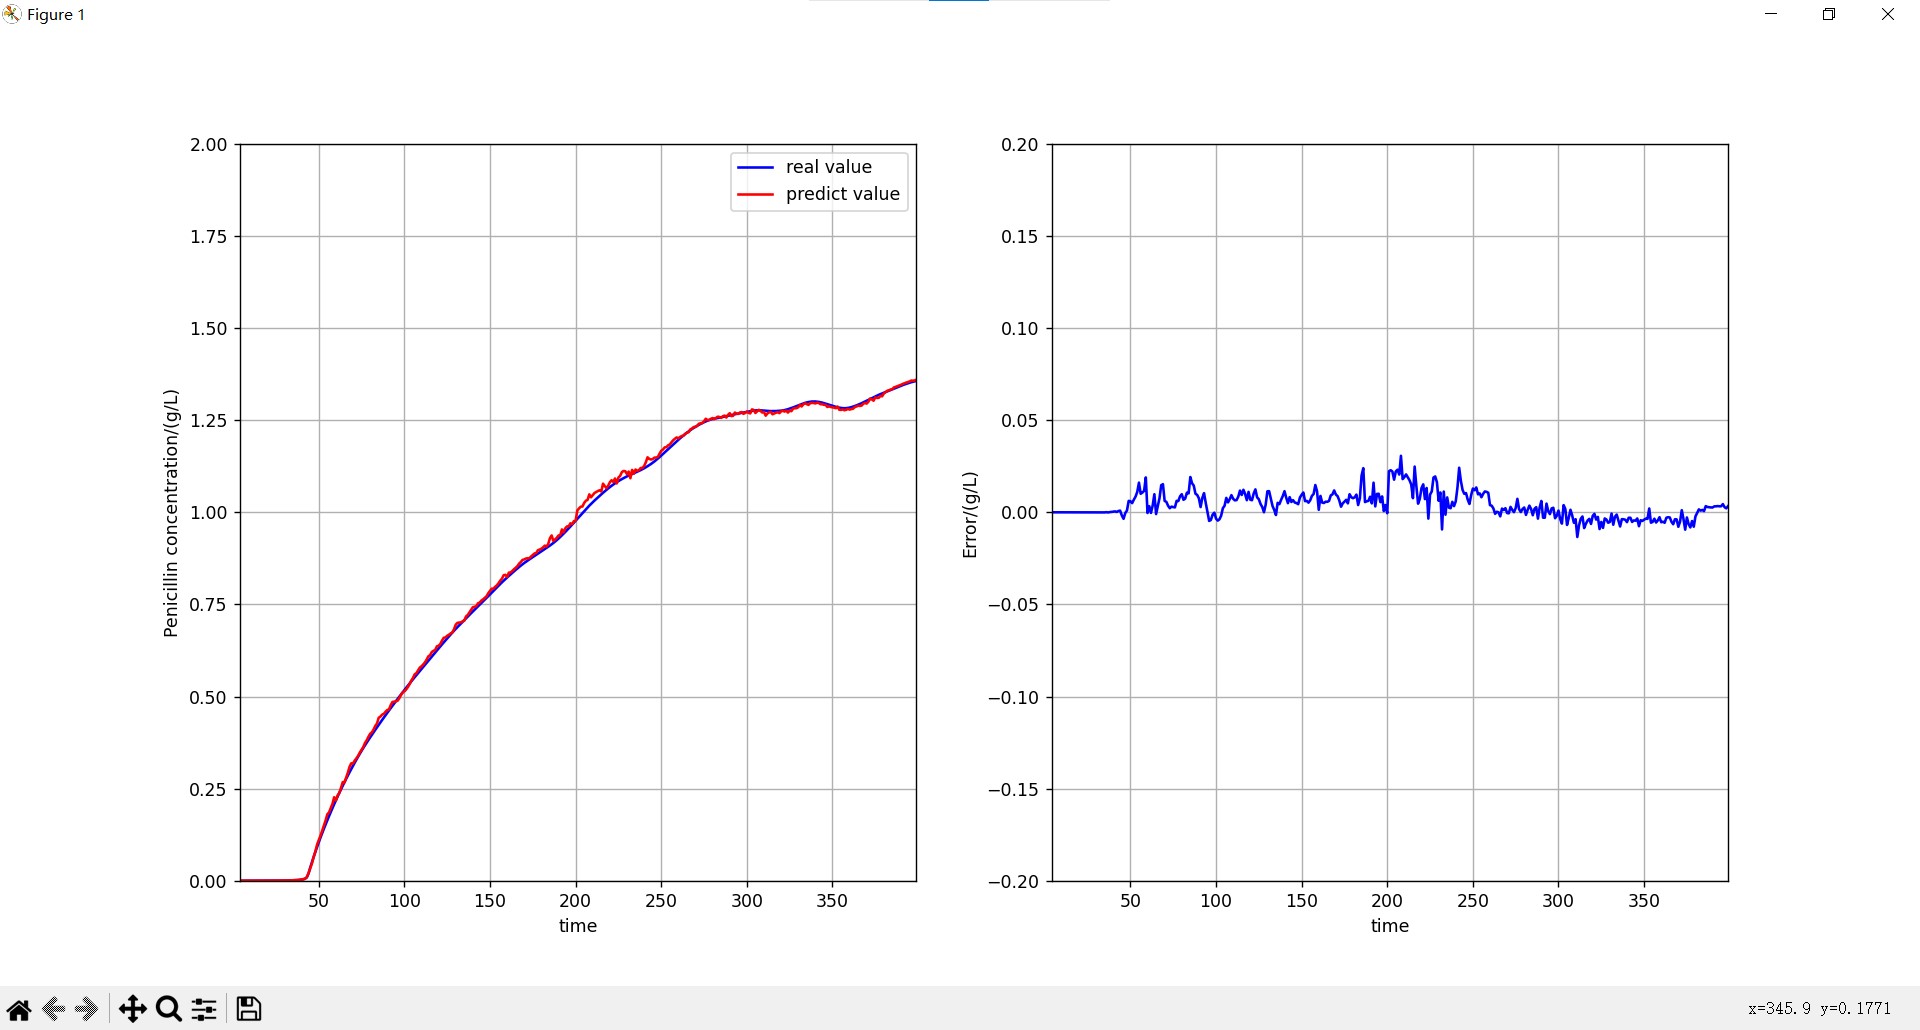 Figure 1
2.00
1.75
1.50
1.25
1.00
0.75
0.50
0.25
0.00
Penicillin concentration/(g/L)
real value
predict value
50 100 150 200 250 300 350
time
0.20
0.15
0.10
0.05
0.00
−0.05
−0.10
−0.15
−0.20
Error/(g/L)
50 100 150 200 250 300 350
time
x=345.9 y=0.1771